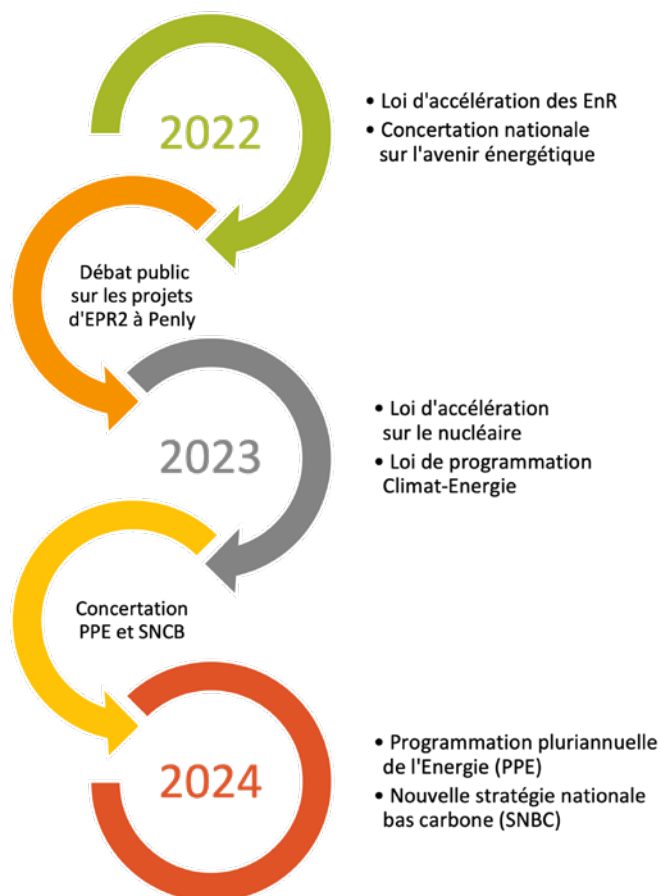 2022
• Loi d'accélération des EnR
• Concertation nationale
sur l'avenir énergétique
Débat public
sur les projets
d'EPR2 à Penly
2023
• Loi d'accélération
sur le nucléaire
• Loi de programmation
Climat-Energie
Concertation
PPE et SNCB
2024
• Programmation pluriannuelle
de l'Energie (PPE)
• Nouvelle stratégie nationale
bas carbone (SNBC)